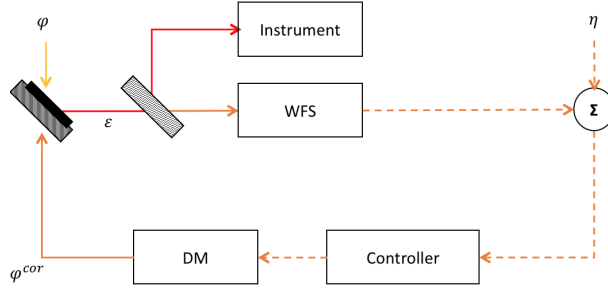 φ
Instrument
η
ε
WFS
Σ
φ^cor
DM
Controller